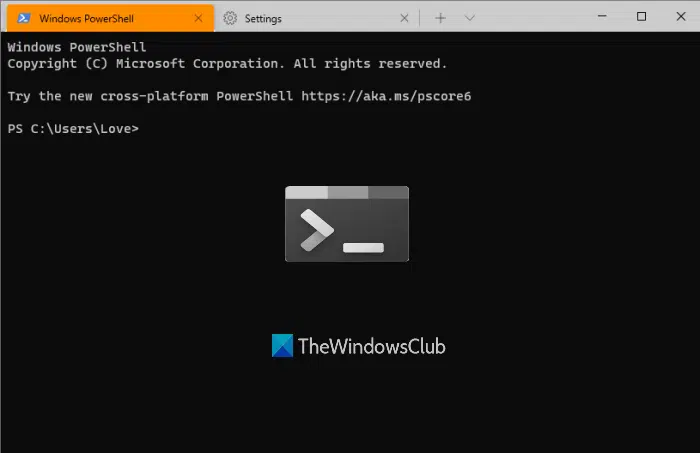 Windows PowerShell
Settings
Windows PowerShell
Copyright (C) Microsoft Corporation. All rights reserved.
Try the new cross-platform PowerShell https://aka.ms/pscore6
PS C:\Users\Love>
TheWindowsClub